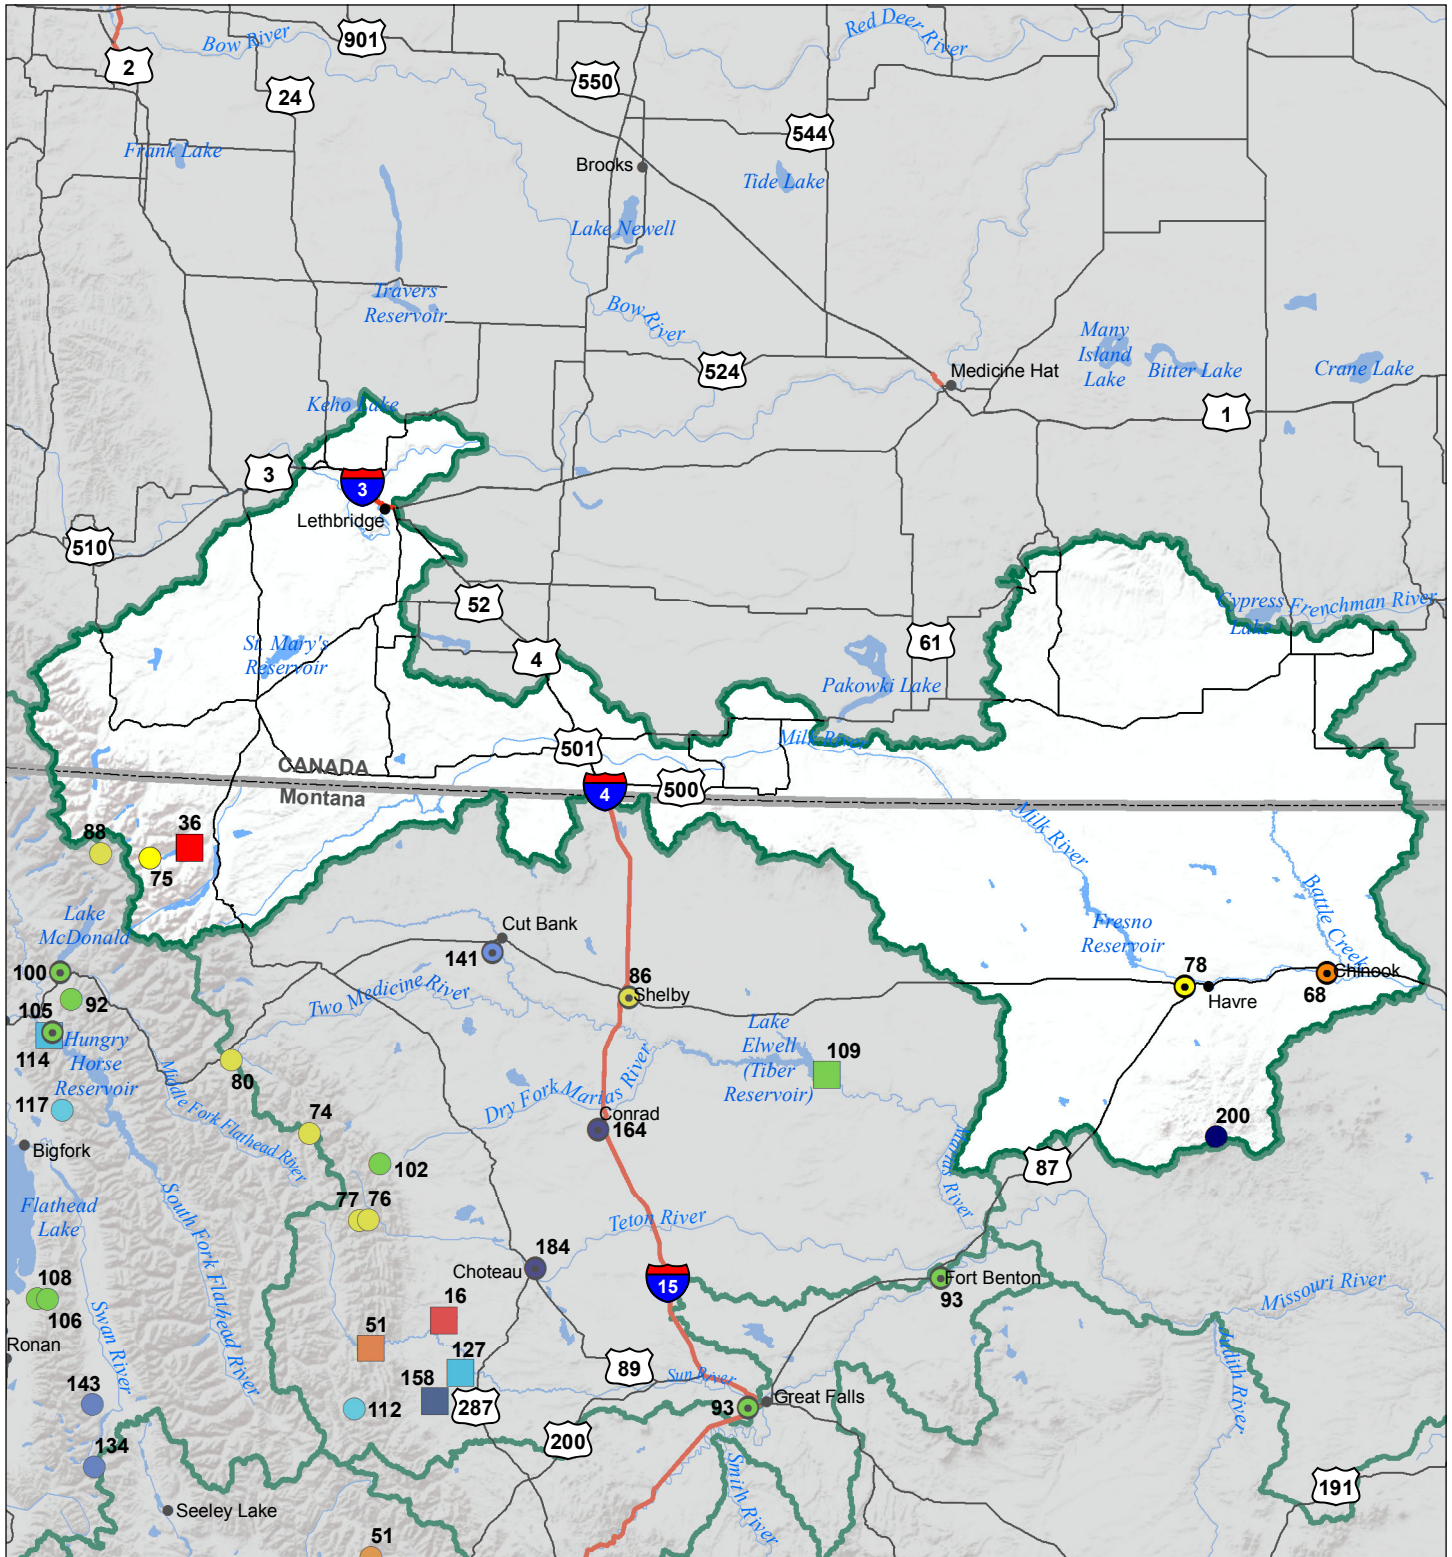 Bow River
901
Red Deer River
2
24
550
544
Frank Lake
Brooks
Tide Lake
Lake Newell
Travers
Reservoir
Bow River
Many
Island
Lake
Bitter Lake
Crane Lake
524
Medicine Hat
1
Keho Lake
3
3
Lethbridge
510
52
4
61
Cypress
Lake
Frenchman River
St. Mary's
Reservoir
Pakowki Lake
Milk River
501
CANADA
Montana
4
500
88
36
75
Milk River
Battle Creek
Lake
McDonald
Cut Bank
141
Fresno
Reservoir
100
92
86
Shelby
78
Havre
Chinook
68
105
114
Hungry
Horse
Reservoir
Two Medicine River
Lake
Elwell
(Tiber
Reservoir)
109
80
Middle Fork Flathead River
117
74
Dry Fork Marias River
Conrad
164
200
Bigfork
102
Marias River
87
Flathead
Lake
South Fork Flathead River
77
76
Teton River
184
Choteau
15
Fort Benton
93
Missouri River
108
106
Swan River
16
51
Ronan
127
158
89
Sun River
Judith River
143
112
287
93
Great Falls
200
134
Smith River
191
Seeley Lake
51